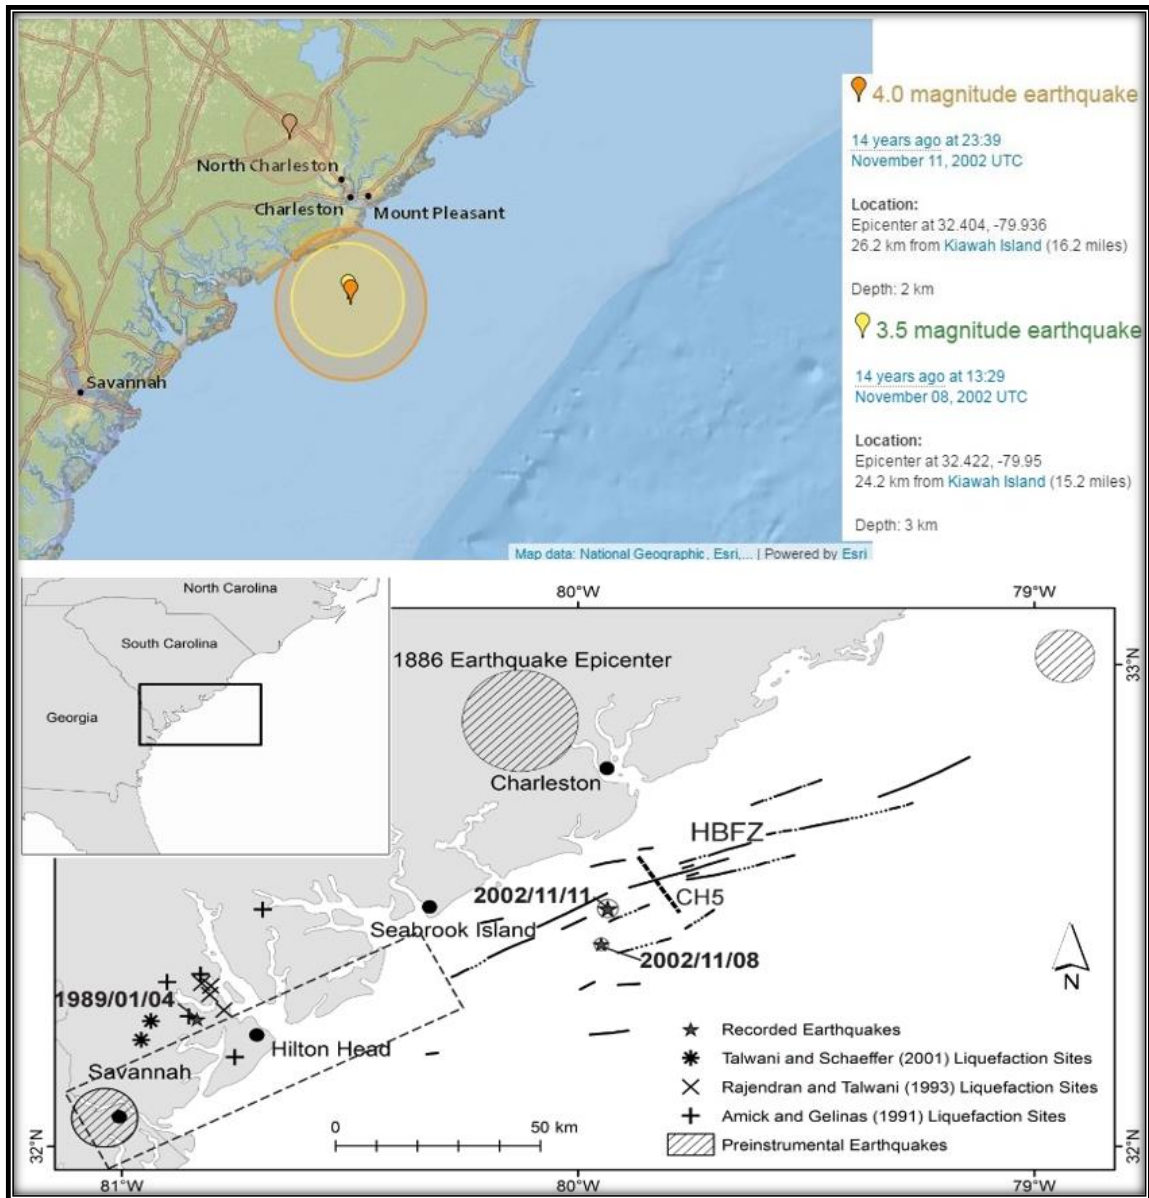 4.0 magnitude earthquake
14 years ago at 23:39
November 11, 2002 UTC
Location:
Epicenter at 32.404, -79.936
26.2 km from Kiawah Island (16.2 miles)
Depth: 2 km
3.5 magnitude earthquake
14 years ago at 13:29
November 08, 2002 UTC
Location:
Epicenter at 32.422, -79.95
24.2 km from Kiawah Island (15.2 miles)
Depth: 3 km
North Charleston
Charleston
Mount Pleasant
Savannah
Map data: National Geographic, Esri,... | Powered by Esri
North Carolina
South Carolina
Georgia
80°W
79°W
33°N
1886 Earthquake Epicenter
Charleston
HBFZ
CH5
2002/11/11
Seabrook Island
2002/11/08
1989/01/04
Hilton Head
Savannah
N
Recorded Earthquakes
Talwani and Schaeffer (2001) Liquefaction Sites
Rajendran and Talwani (1993) Liquefaction Sites
Amick and Gelinas (1991) Liquefaction Sites
Preinstrumental Earthquakes
0 50 km
32°N
32°N
81°W
80°W
79°W